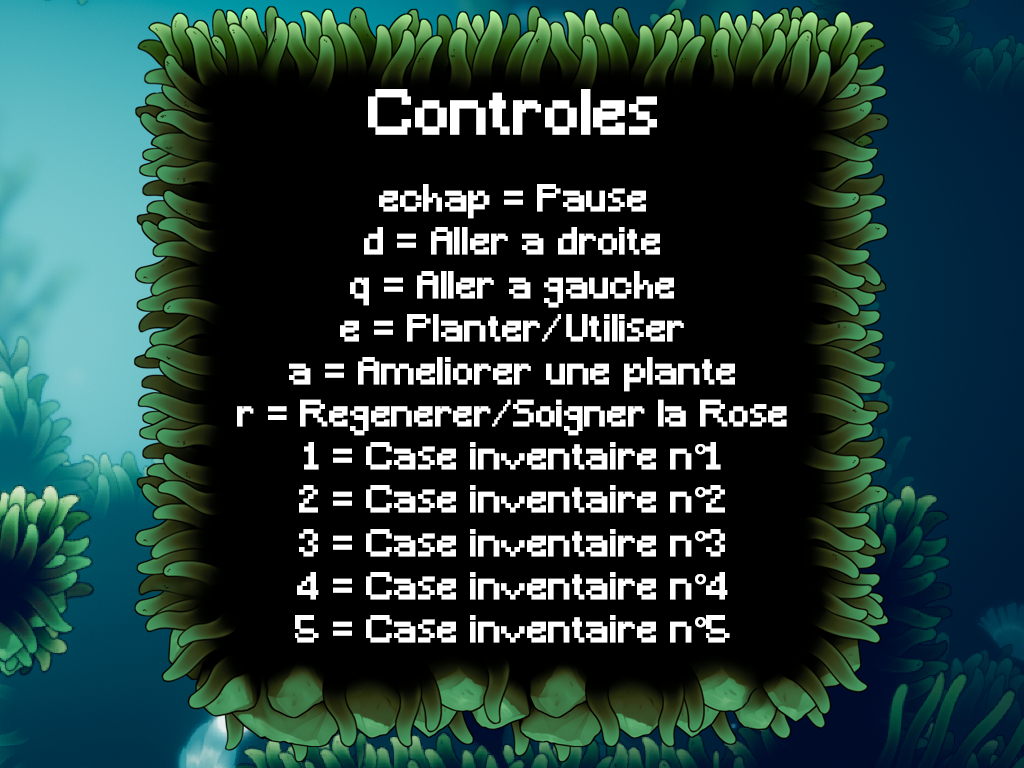 Controles
echap = Pause
d = Aller a droite
q = Aller a gauche
e = Planter/Utiliser
a = Ameliorer une plante
r = Regenerer/Soigner la Rose
1 = Case inventaire n°1
2 = Case inventaire n°2
3 = Case inventaire n°3
4 = Case inventaire n°4
5 = Case inventaire n°5